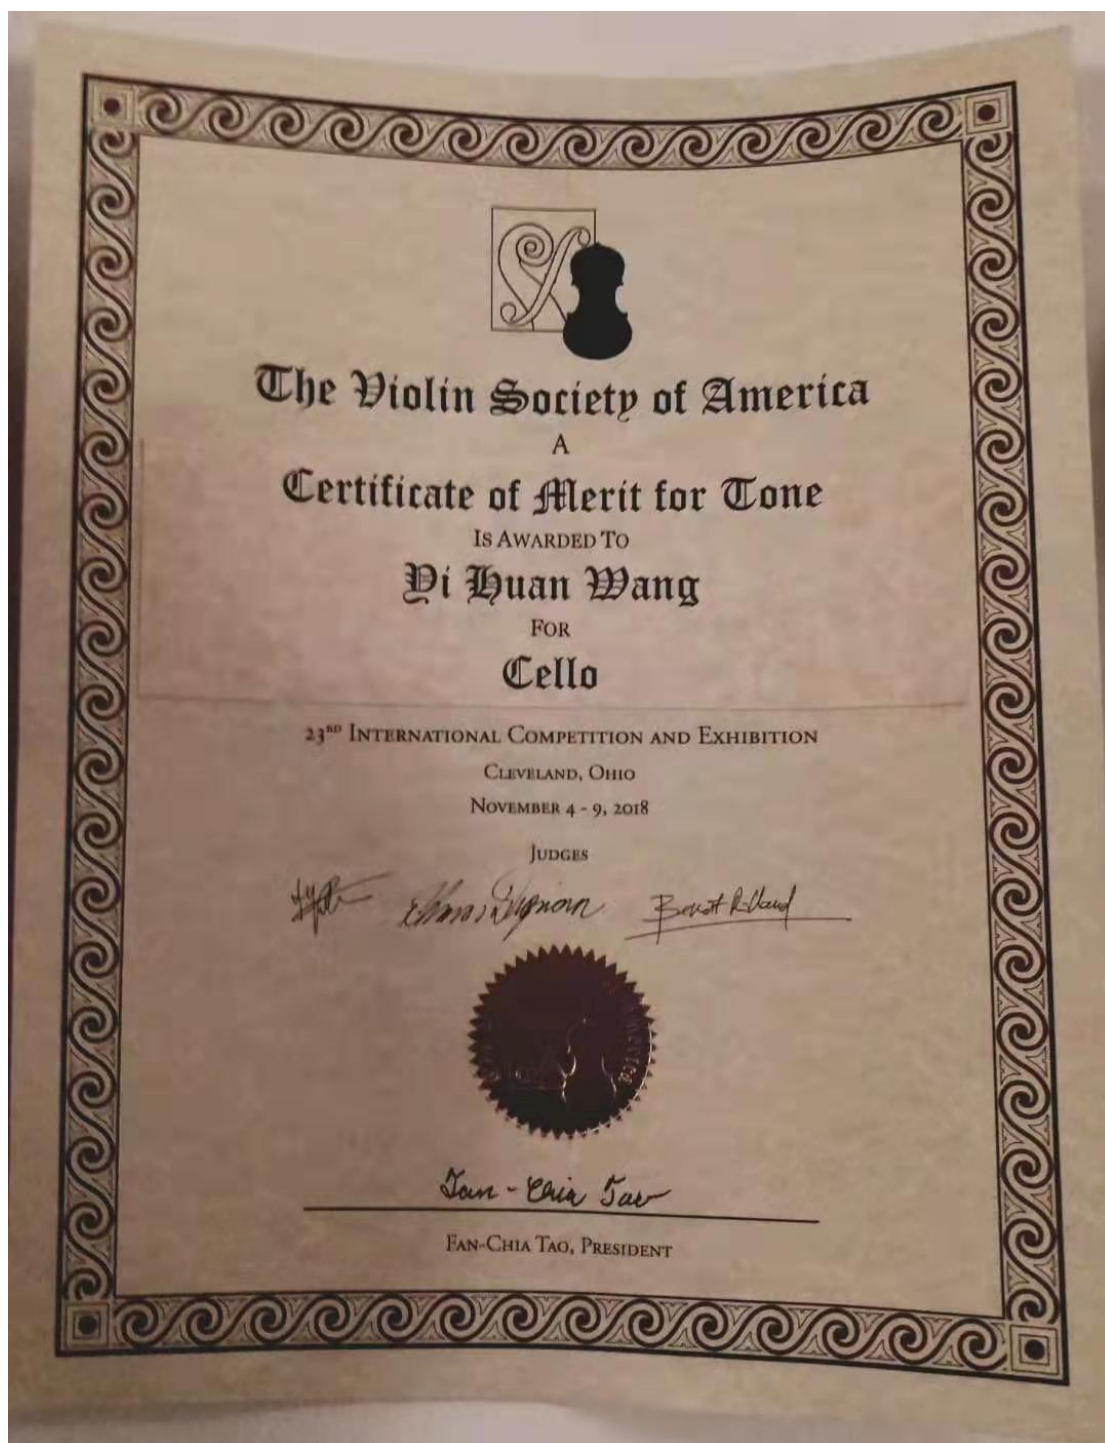 The Violin Society of America
A
Certificate of Merit for Tone
Is Awarded To
Yi Huan Wang
For
Cello
23RD International Competition and Exhibition
Cleveland, Ohio
November 4 - 9, 2018
Judges
Fan-Chia Tao
Fan-Chia Tao, President